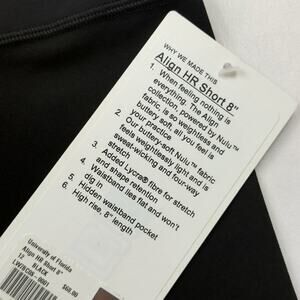 WHY WE MADE THIS
Align HR Short 8"
1. When feeling nothing is
everything. The Align™
collection, powered by Nulu™
fabric, is so weightless and
buttery soft, all you feel is
your practice
2. Our buttery-soft Nulu™ fabric
feels weightlessly light and is
sweat-wicking and four-way
stretch
3. Added Lycra® fibre for stretch
and shape retention
4. Waistband lies flat and won't
dig in
5. Hidden waistband pocket
6. High rise, 8" length
University of Florida
Align HR Short 8"
12 BLACK
$68.00